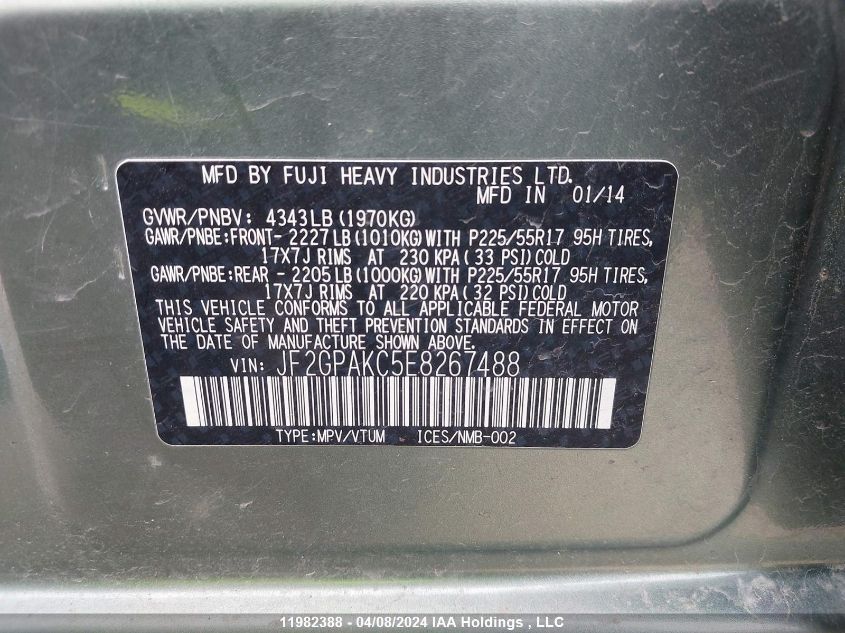 MFD BY FUJI HEAVY INDUSTRIES LTD.
MFD IN 01/14
GVWR/PNBV: 4343LB(1970KG)
GAWR/PNBE:FRONT- 2227LB(1010KG)WITH P225/55R17 95H TIRES,
17X7J RIMS AT 230 KPA( 33 PSI)COLD
GAWR/PNBE:REAR - 2205LB(1000KG)WITH P225/55R17 95H TIRES,
17X7J RIMS AT 220 KPA( 32 PSI)COLD
THIS VEHICLE CONFORMS TO ALL APPLICABLE FEDERAL MOTOR
VEHICLE SAFETY AND THEFT PREVENTION STANDARDS IN EFFECT ON
THE DATE OF MANUFACTURE SHOWN ABOVE.
VIN: JF2GPAKC5E8267488
TYPE:MPV/VTUM ICES/NMB-002
11982388 - 04/08/2024 IAA Holdings , LLC